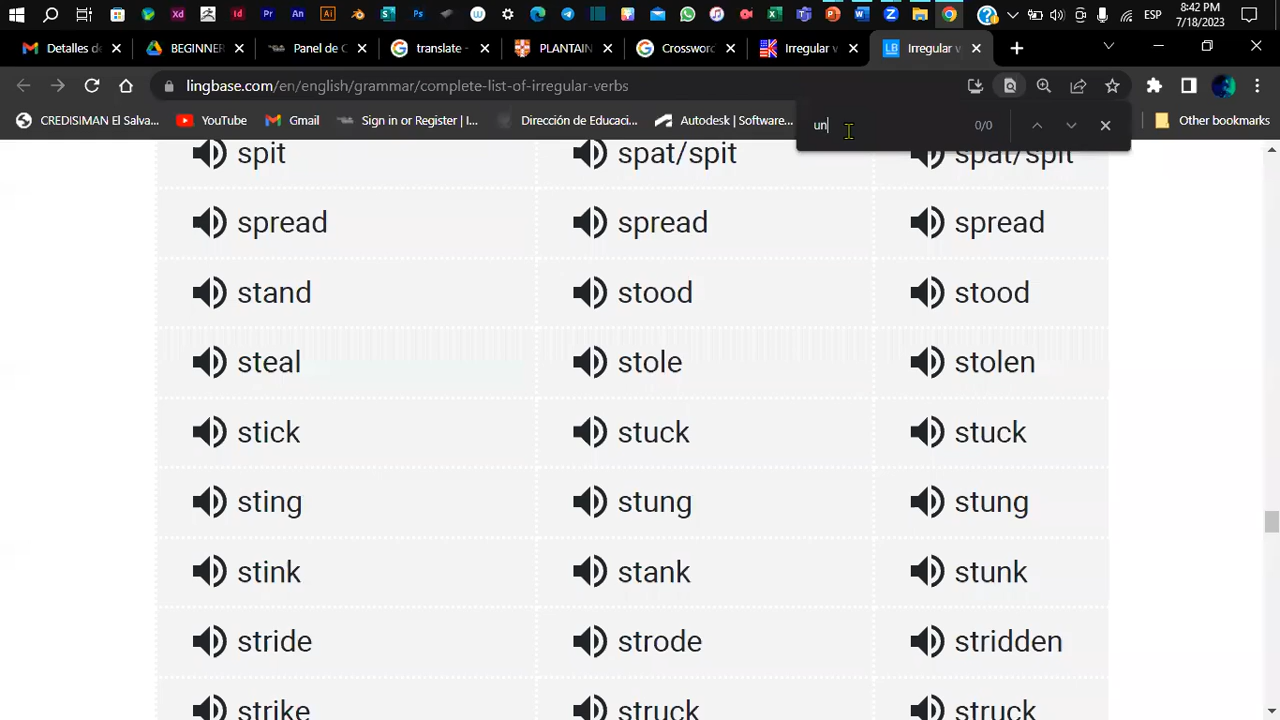 8:42 PM
ESP
7/18/2023
Detalles de
BEGINNER
Panel de C
translate -
PLANTAIN
Crossword
Irregular v
Irregular v
lingbase.com/en/english/grammar/complete-list-of-irregular-verbs
CREDISIMAN El Salva... YouTube Gmail Sign in or Register | I... Dirección de Educaci... Autodesk | Software... Other bookmarks
un 0/0
spit spat/spit spat/spit
spread spread spread
stand stood stood
steal stole stolen
stick stuck stuck
sting stung stung
stink stank stunk
stride strode stridden
strike struck struck